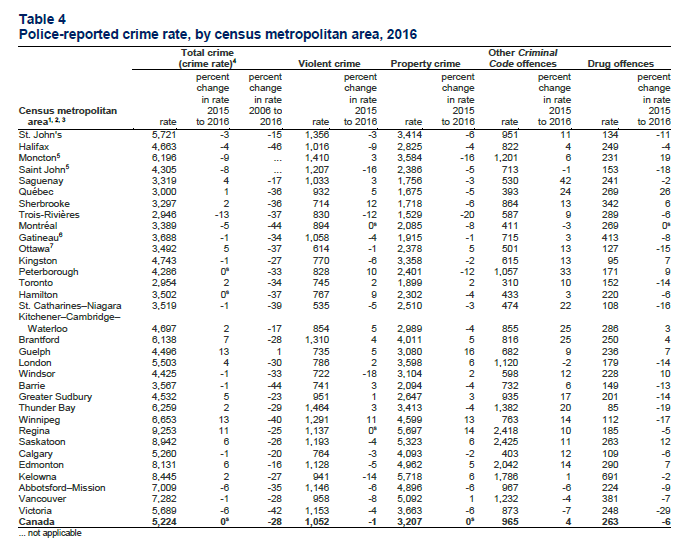 Table 4
Police-reported crime rate, by census metropolitan area, 2016
Total crime (crime rate)⁴ Violent crime Property crime Other Criminal Code offences Drug offences
Census metropolitan area¹, ², ³ rate percent change in rate 2015 to 2016 percent change in rate 2006 to 2016 rate percent change in rate 2015 to 2016 rate percent change in rate 2015 to 2016 rate percent change in rate 2015 to 2016 rate percent change in rate 2015 to 2016
St. John's 5,721 -3 -15 1,356 -3 3,414 -6 951 11 134 -11
Halifax 4,663 -4 -46 1,016 -9 2,825 -4 822 4 249 -4
Moncton⁵ 6,196 -9 ... 1,410 3 3,584 -16 1,201 6 231 19
Saint John⁵ 4,305 -8 ... 1,207 -16 2,386 -5 713 -1 153 -18
Saguenay 3,319 4 -17 1,033 3 1,756 -3 530 42 241 -2
Québec 3,000 1 -36 932 5 1,675 -5 393 24 269 26
Sherbrooke 3,297 2 -36 714 12 1,718 -6 864 13 342 6
Trois-Rivières 2,946 -13 -37 830 -12 1,529 -20 587 9 289 -6
Montréal 3,389 -5 -44 894 0ˢ 2,085 -8 411 -3 269 0ˢ
Gatineau⁶ 3,688 -1 -34 1,058 -4 1,915 -1 715 3 413 -8
Ottawa⁷ 3,492 5 -37 614 -1 2,378 5 501 13 127 -15
Kingston 4,743 -1 -27 770 -6 3,358 -2 615 13 95 7
Peterborough 4,286 0ˢ -33 828 10 2,401 -12 1,057 33 171 9
Toronto 2,954 2 -34 745 2 1,899 2 310 10 152 -14
Hamilton 3,502 0ˢ -37 767 9 2,302 -4 433 3 220 -6
St. Catharines–Niagara 3,519 -1 -39 535 -5 2,510 -3 474 22 108 -16
Kitchener–Cambridge–
Waterloo 4,697 2 -17 854 5 2,989 -4 855 25 286 3
Brantford 6,138 7 -28 1,310 4 4,011 5 816 25 250 4
Guelph 4,496 13 1 735 5 3,080 16 682 9 236 7
London 5,503 4 -30 786 2 3,598 6 1,120 -2 179 -14
Windsor 4,425 -1 -33 722 -18 3,104 2 598 12 228 10
Barrie 3,567 -1 -44 741 3 2,094 -4 732 6 149 -13
Greater Sudbury 4,532 5 -23 951 1 2,647 3 935 17 201 -14
Thunder Bay 6,259 2 -29 1,464 3 3,413 -4 1,382 20 85 -19
Winnipeg 6,653 13 -40 1,291 11 4,599 13 763 14 112 -17
Regina 9,253 11 -25 1,137 0ˢ 5,697 14 2,418 10 185 -5
Saskatoon 8,942 6 -26 1,193 -4 5,323 6 2,425 11 263 12
Calgary 5,260 -1 -20 764 -3 4,093 -2 403 12 109 -6
Edmonton 8,131 6 -16 1,128 -5 4,962 5 2,042 14 290 7
Kelowna 8,445 2 -27 941 -14 5,718 6 1,786 1 691 -2
Abbotsford–Mission 7,009 -6 -35 1,146 -6 4,896 -6 967 -6 224 -9
Vancouver 7,282 -1 -28 958 -8 5,092 1 1,232 -4 381 -7
Victoria 5,689 -6 -42 1,153 -4 3,663 -6 873 -7 248 -29
Canada 5,224 0ˢ -28 1,052 -1 3,207 0ˢ 965 4 263 -6
... not applicable